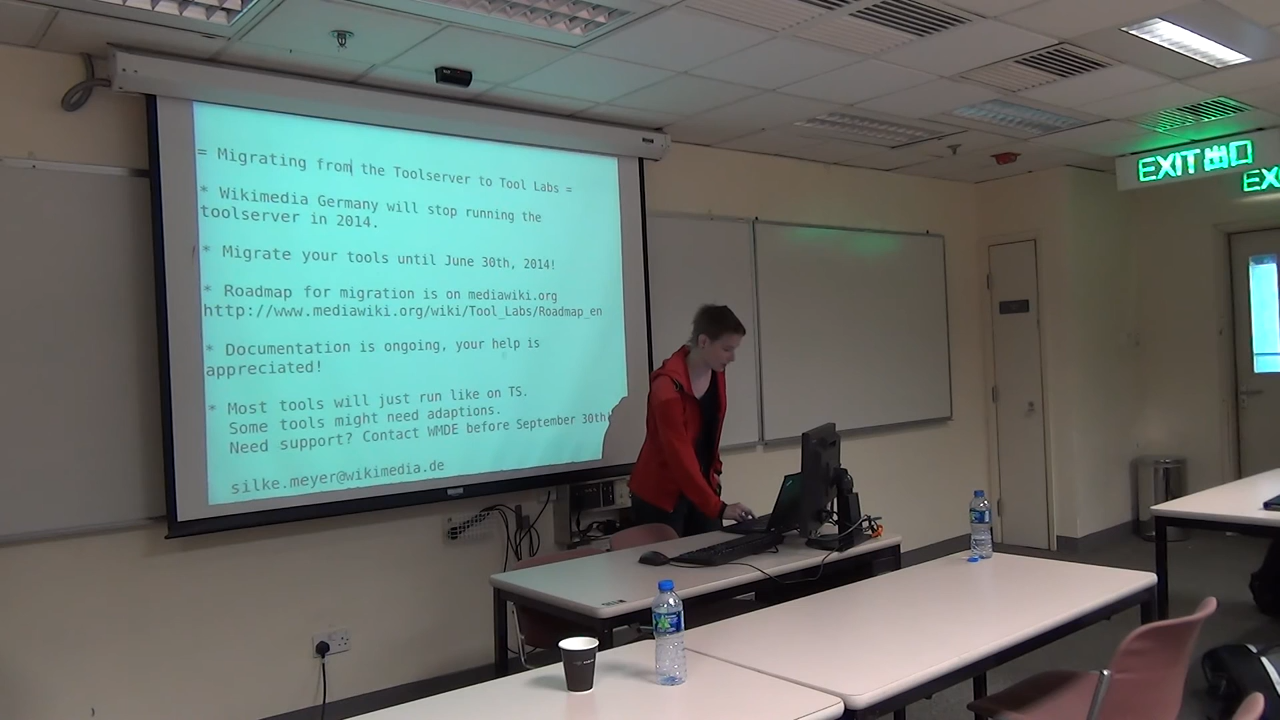 = Migrating from the Toolserver to Tool Labs =
* Wikimedia Germany will stop running the
toolserver in 2014.
* Migrate your tools until June 30th, 2014!
* Roadmap for migration is on mediawiki.org
http://www.mediawiki.org/wiki/Tool_Labs/Roadmap_en
* Documentation is ongoing, your help is
appreciated!
* Most tools will just run like on TS.
Some tools might need adaptions.
Need support? Contact WMDE before September 30th!
silke.meyer@wikimedia.de
EXIT 出口
EX